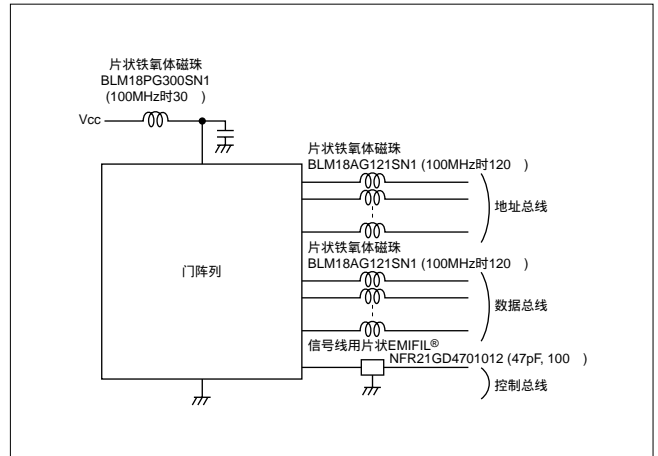 片状铁氧体磁珠
BLM18PG300SN1
(100MHz时30 )
Vcc
片状铁氧体磁珠
BLM18AG121SN1 (100MHz时120 )
地址总线
片状铁氧体磁珠
BLM18AG121SN1 (100MHz时120 )
门阵列
数据总线
信号线用片状EMIFIL®
NFR21GD4701012 (47pF, 100 )
控制总线